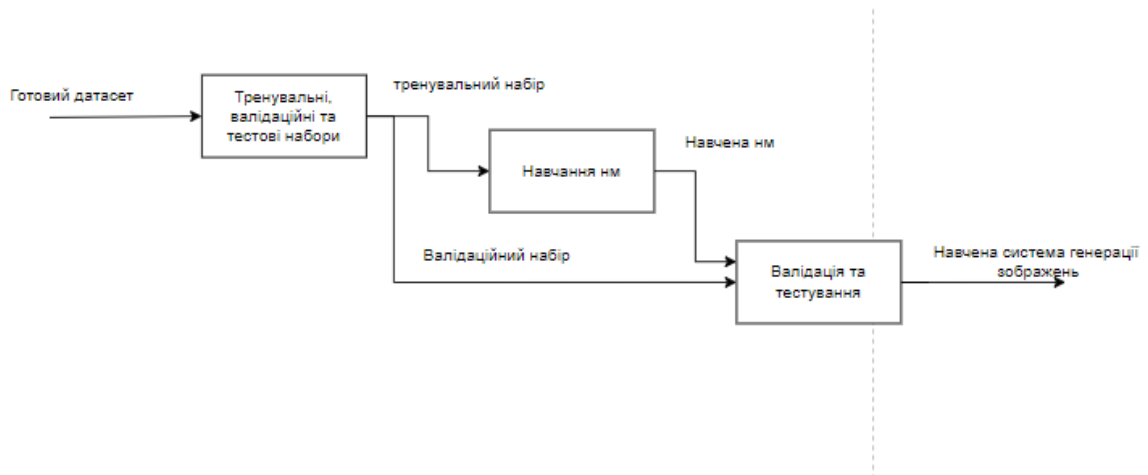 Готовий датасет
Тренувальні,
валідаційні та
тестові набори
тренувальний набір
Навчання нм
Навчена нм
Валідаційний набір
Валідація та
тестування
Навчена система генерації
зображень